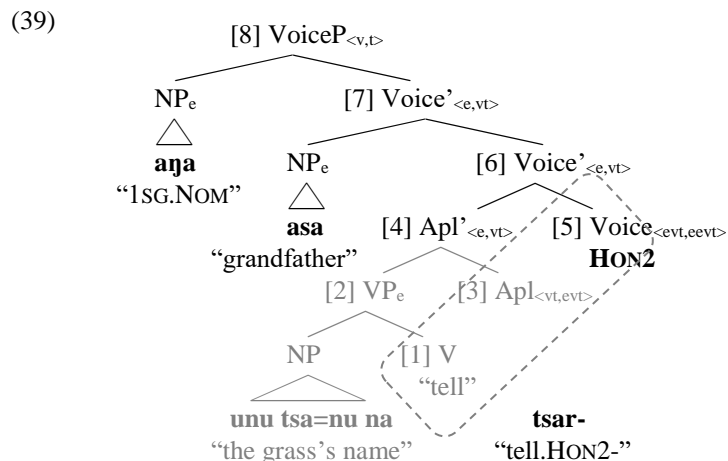 (39)
[8] VoiceP<v,t>
NPe [7] Voice’<e,vt>
aŋa NPe [6] Voice’<e,vt>
“1SG.NOM”
asa [4] Apl’<e,vt> [5] Voice<evt,eevt>
“grandfather” HON2
[2] VPe [3] Apl<vt,evt>
NP [1] V
“tell”
unu tsa=nu na tsar-
“the grass’s name” “tell.HON2-”